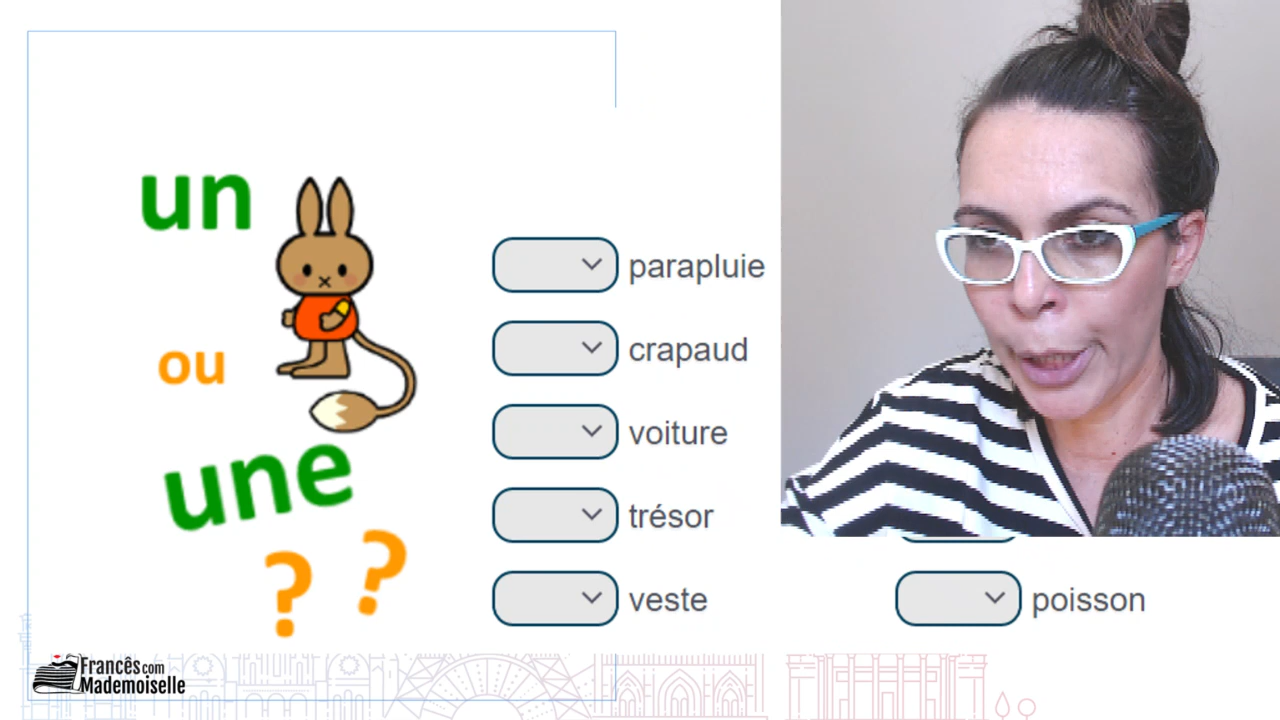 un
ou
une
? ?
parapluie
crapaud
voiture
trésor
veste
poisson
Francês com
Mademoiselle